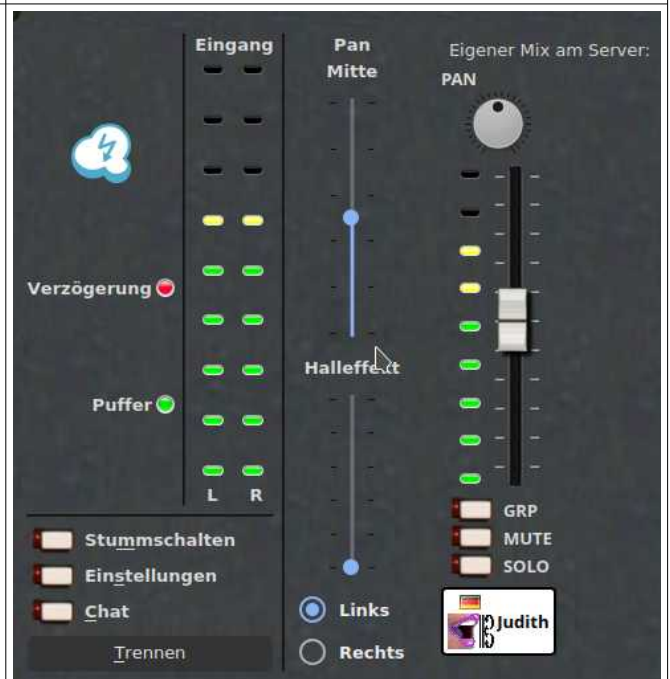 Eingang
L R
Verzögerung
Puffer
Stummschalten
Einstellungen
Chat
Trennen
Pan
Mitte
Halleffekt
Links
Rechts
Eigener Mix am Server:
PAN
GRP
MUTE
SOLO
Judith